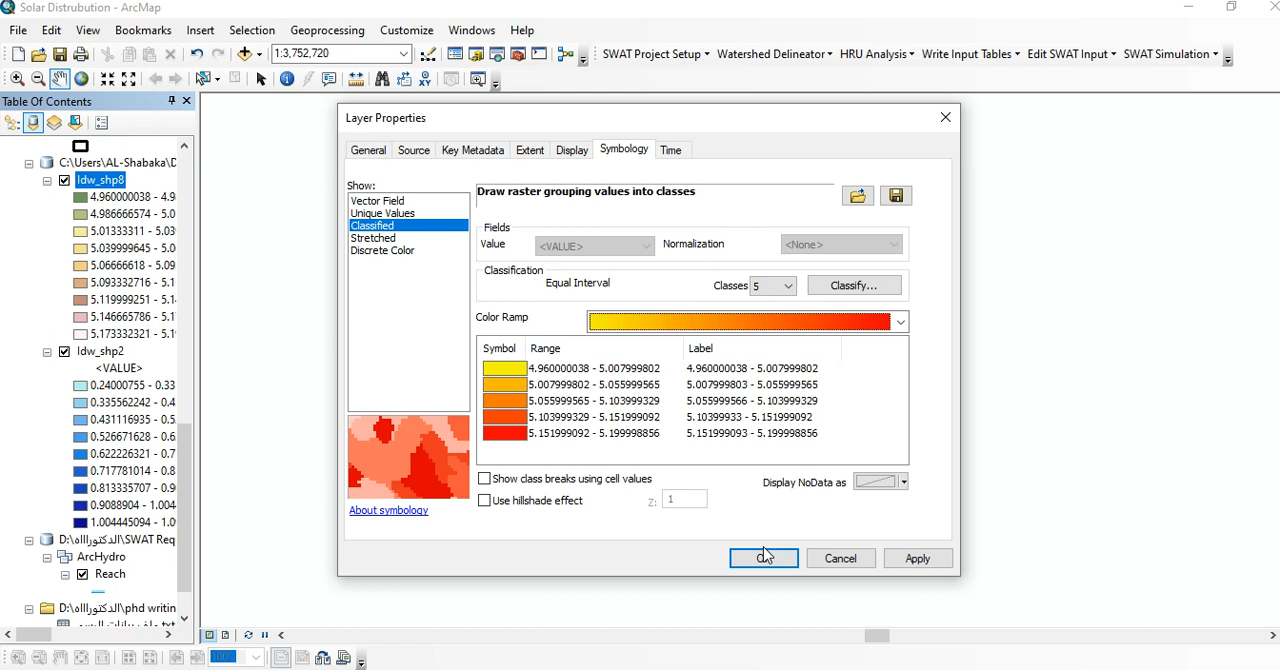 Solar Distrubution - ArcMap
File Edit View Bookmarks Insert Selection Geoprocessing Customize Windows Help
1:3,752,720
SWAT Project Setup Watershed Delineator HRU Analysis Write Input Tables Edit SWAT Input SWAT Simulation
Table Of Contents
C:\Users\AL-Shabaka\D
Idw_shp8
4.960000038 - 4.9
4.986666574 - 5.0
5.01333311 - 5.03
5.039999645 - 5.0
5.06666618 - 5.09
5.093332716 - 5.1
5.119999251 - 5.1
5.146665786 - 5.1
5.173332321 - 5.1
Idw_shp2
<VALUE>
0.24000755 - 0.33
0.335562242 - 0.4
0.431116935 - 0.5
0.526671628 - 0.6
0.622226321 - 0.7
0.717781014 - 0.8
0.813335707 - 0.9
0.9088904 - 1.004
1.004445094 - 1.0
D:\الدكتوراااه\SWAT Req
ArcHydro
Reach
D:\الدكتوراااه\phd writin
Layer Properties
General Source Key Metadata Extent Display Symbology Time
Show:
Vector Field
Unique Values
Classified
Stretched
Discrete Color
About symbology
Draw raster grouping values into classes
Fields
Value <VALUE> Normalization <None>
Classification
Equal Interval Classes 5 Classify...
Color Ramp
Symbol Range Label
4.960000038 - 5.007999802 4.960000038 - 5.007999802
5.007999802 - 5.055999565 5.007999803 - 5.055999565
5.055999565 - 5.103999329 5.055999566 - 5.103999329
5.103999329 - 5.151999092 5.10399933 - 5.151999092
5.151999092 - 5.199998856 5.151999093 - 5.199998856
Show class breaks using cell values Display NoData as
Use hillshade effect Z: 1
Cancel Apply
100%